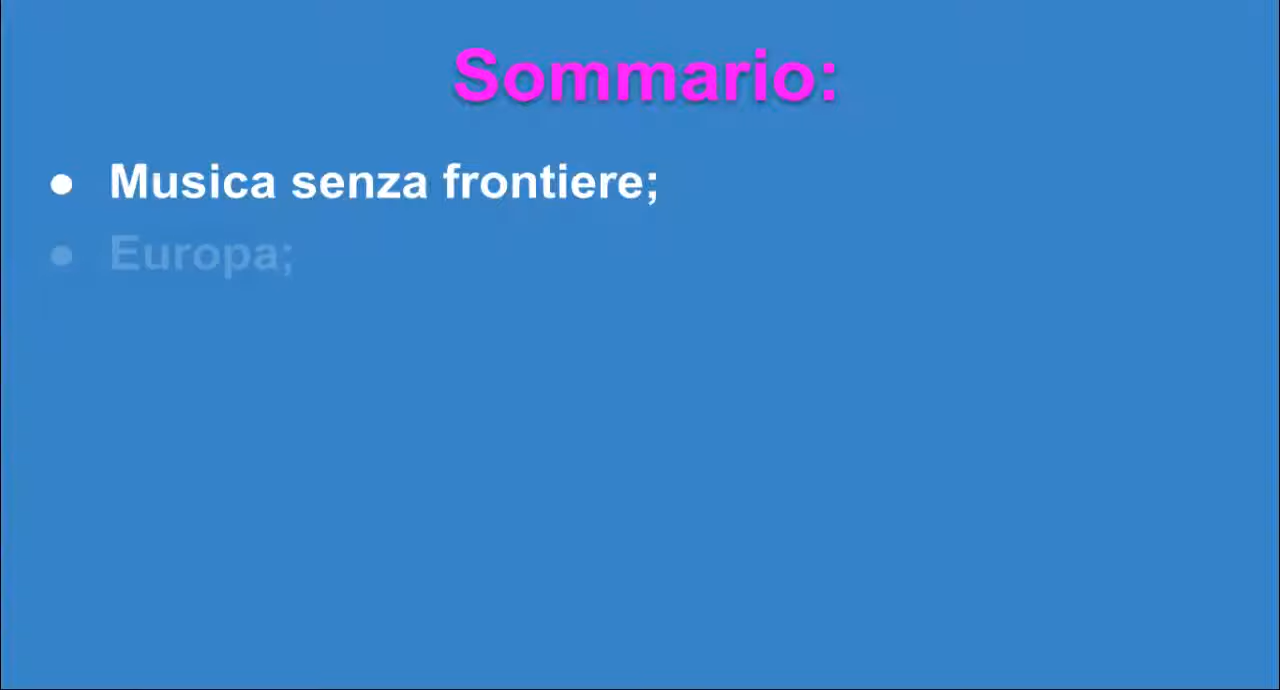 Sommario:
● Musica senza frontiere;
● Europa;